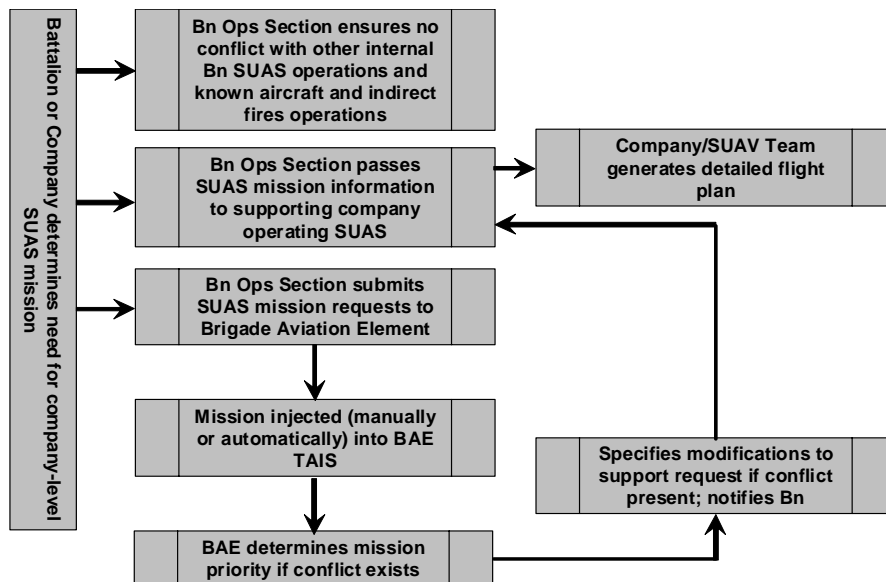 Battalion or Company determines need for company-level
SUAS mission
Bn Ops Section ensures no
conflict with other internal
Bn SUAS operations and
known aircraft and indirect
fires operations
Bn Ops Section passes
SUAS mission information
to supporting company
operating SUAS
Company/SUAV Team
generates detailed flight
plan
Bn Ops Section submits
SUAS mission requests to
Brigade Aviation Element
Mission injected (manually
or automatically) into BAE
TAIS
Specifies modifications to
support request if conflict
present; notifies Bn
BAE determines mission
priority if conflict exists